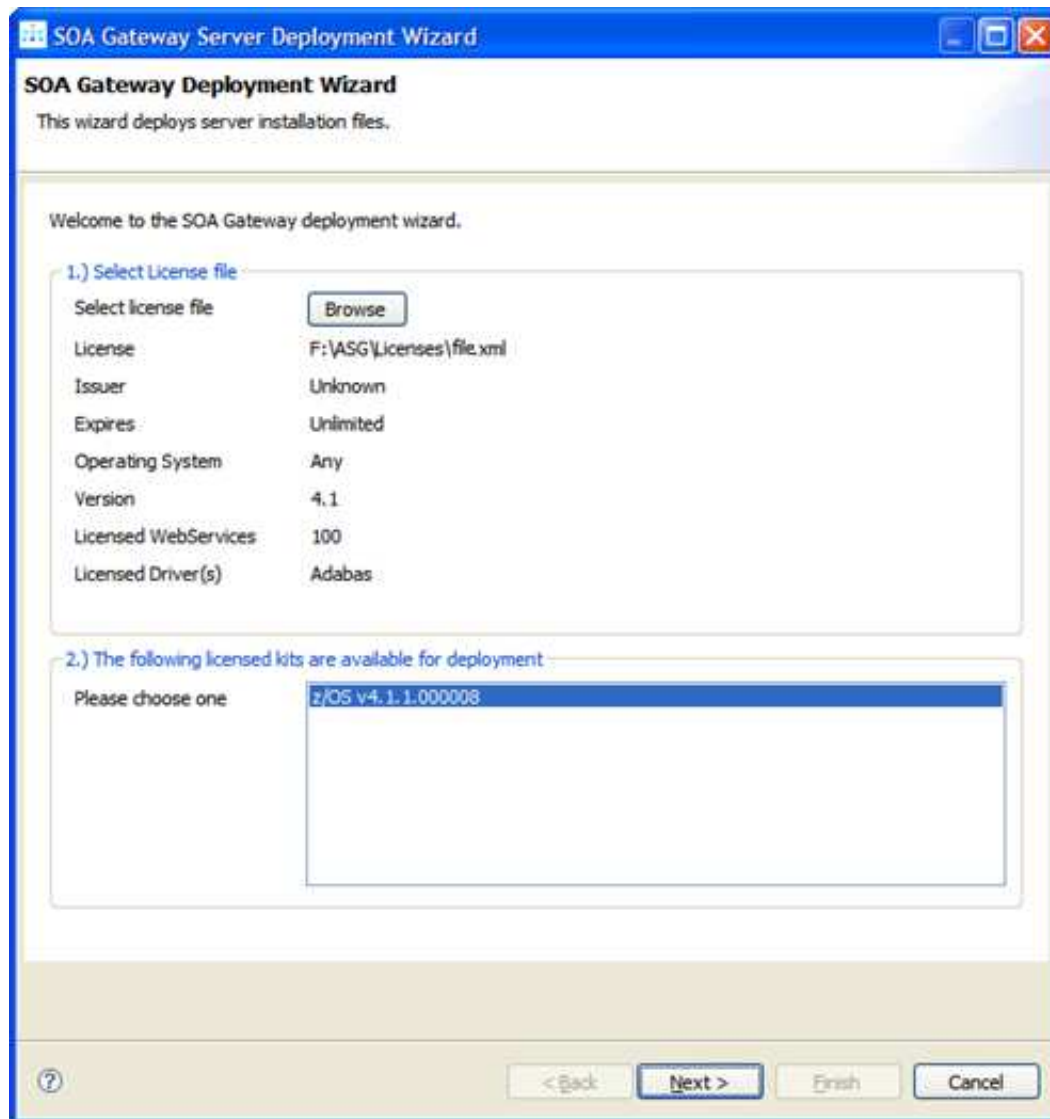 SOA Gateway Server Deployment Wizard
SOA Gateway Deployment Wizard
This wizard deploys server installation files.
Welcome to the SOA Gateway deployment wizard.
1.) Select License file
Select license file Browse
License F:\ASG\Licenses\file.xml
Issuer Unknown
Expires Unlimited
Operating System Any
Version 4.1
Licensed WebServices 100
Licensed Driver(s) Adabas
2.) The following licensed kits are available for deployment
Please choose one z/OS v4.1.1.000008
? < Back Next > Finish Cancel